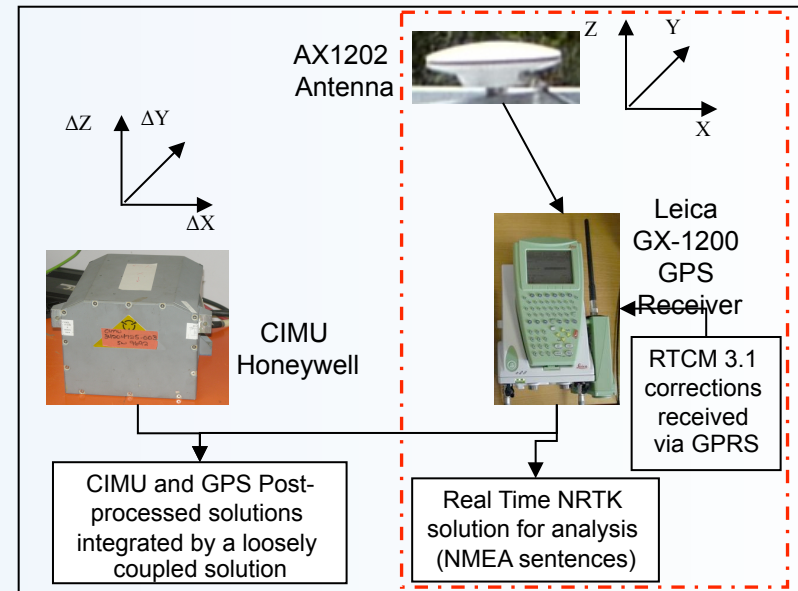 AX1202
Antenna
Z
Y
X
ΔZ
ΔY
ΔX
Leica
GX-1200
GPS
Receiver
CIMU
Honeywell
RTCM 3.1
corrections
received
via GPRS
CIMU and GPS Post-
processed solutions
integrated by a loosely
coupled solution
Real Time NRTK
solution for analysis
(NMEA sentences)